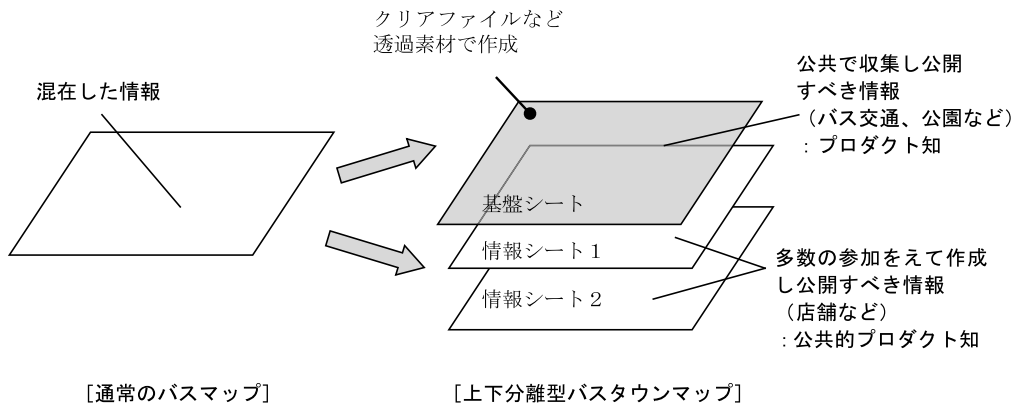 クリアファイルなど
透過素材で作成
混在した情報
公共で収集し公開
すべき情報
（バス交通、公園など）
：プロダクト知
基盤シート
情報シート１
情報シート２
多数の参加をえて作成
し公開すべき情報
（店舗など）
：公共的プロダクト知
［通常のバスマップ］
［上下分離型バスタウンマップ］